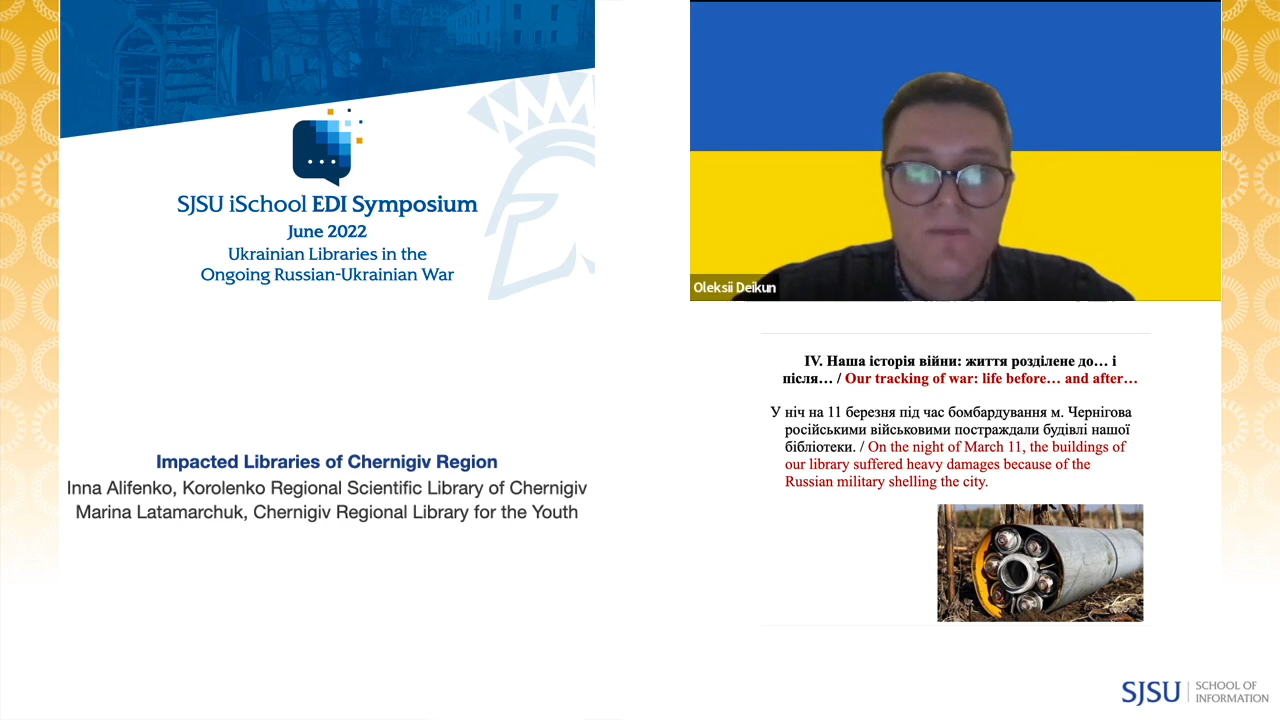 SJSU iSchool EDI Symposium
June 2022
Ukrainian Libraries in the
Ongoing Russian-Ukrainian War
Impacted Libraries of Chernigiv Region
Inna Alifenko, Korolenko Regional Scientific Library of Chernigiv
Marina Latamarchuk, Chernigiv Regional Library for the Youth
Oleksii Deikun
IV. Наша історія війни: життя розділене до… і
після… / Our tracking of war: life before… and after…
У ніч на 11 березня під час бомбардування м. Чернігова
російськими військовими постраждали будівлі нашої
бібліотеки. / On the night of March 11, the buildings of
our library suffered heavy damages because of the
Russian military shelling the city.
SJSU SCHOOL OF
INFORMATION